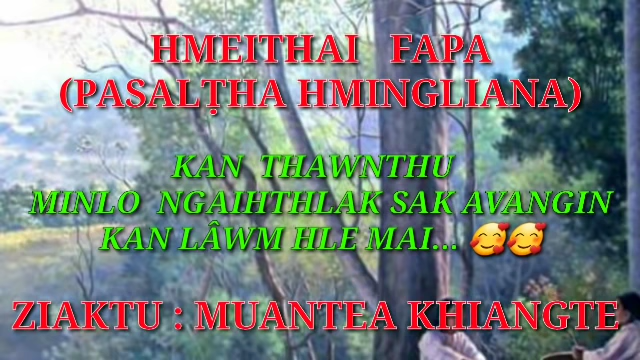 HMEITHAI FAPA
(PASALṬHA HMINGLIANA)
KAN THAWNTHU
MINLO NGAIHTHLAK SAK AVANGIN
KAN LÂWM HLE MAI... 🥰🥰
ZIAKTU : MUANTEA KHIANGTE